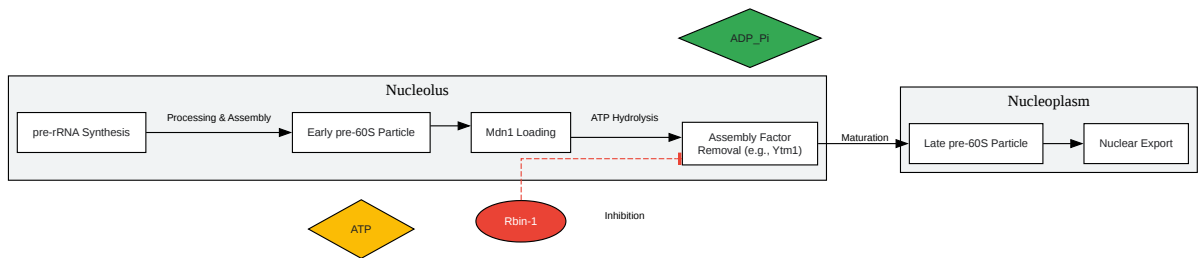 ADP_Pi
Nucleolus
pre-rRNA Synthesis
Processing & Assembly
Early pre-60S Particle
Mdn1 Loading
ATP Hydrolysis
Assembly Factor
Removal (e.g., Ytm1)
Maturation
Nucleoplasm
Late pre-60S Particle
Nuclear Export
ATP
Rbin-1
Inhibition